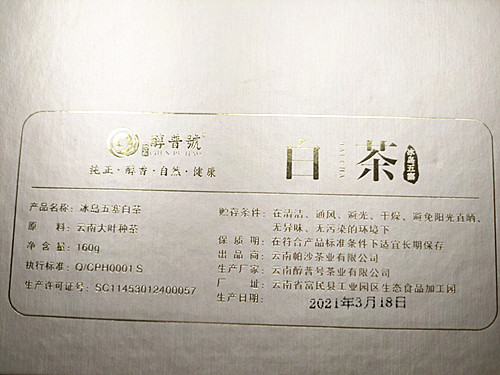 醇普號
CHUN PU HAO
纯正·醇香·自然·健康
白茶
冰岛五寨
产品名称：冰岛五寨白茶
原料：云南大叶种茶
净含量：160g
执行标准：Q/CPH0001 S
生产许可证号：SC11453012400057
贮存条件：在清洁、通风、避光、干燥、避免阳光直晒、
无异味、无污染的环境下
保质期：在符合产品标准条件下适宜长期保存
出品商：云南帕沙茶业有限公司
生产厂家：云南醇普号茶业有限公司
厂址：云南省富民县工业园区生态食品加工园
生产日期：
2021年3月18日